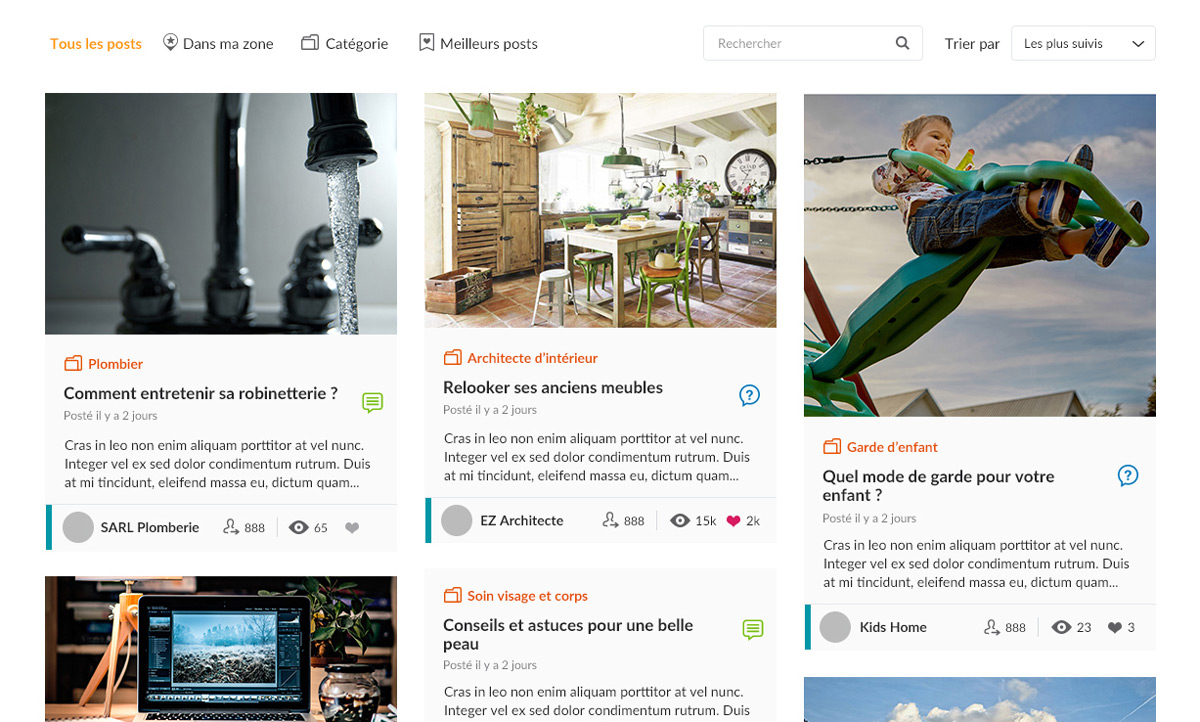 Tous les posts
Dans ma zone
Catégorie
Meilleurs posts
Rechercher
Trier par
Les plus suivis
Plombier
Comment entretenir sa robinetterie ?
Posté il y a 2 jours
Cras in leo non enim aliquam porttitor at vel nunc.
Integer vel ex sed dolor condimentum rutrum. Duis
at mi tincidunt, eleifend massa eu, dictum quam...
SARL Plomberie
888
65
Architecte d'intérieur
Relooker ses anciens meubles
Posté il y a 2 jours
Cras in leo non enim aliquam porttitor at vel nunc.
Integer vel ex sed dolor condimentum rutrum. Duis
at mi tincidunt, eleifend massa eu, dictum quam...
EZ Architecte
888
15k
2k
Soin visage et corps
Conseils et astuces pour une belle
peau
Posté il y a 2 jours
Cras in leo non enim aliquam porttitor at vel nunc.
Integer vel ex sed dolor condimentum rutrum. Duis
Garde d'enfant
Quel mode de garde pour votre
enfant ?
Posté il y a 2 jours
Cras in leo non enim aliquam porttitor at vel nunc.
Integer vel ex sed dolor condimentum rutrum. Duis
at mi tincidunt, eleifend massa eu, dictum quam...
Kids Home
888
23
3